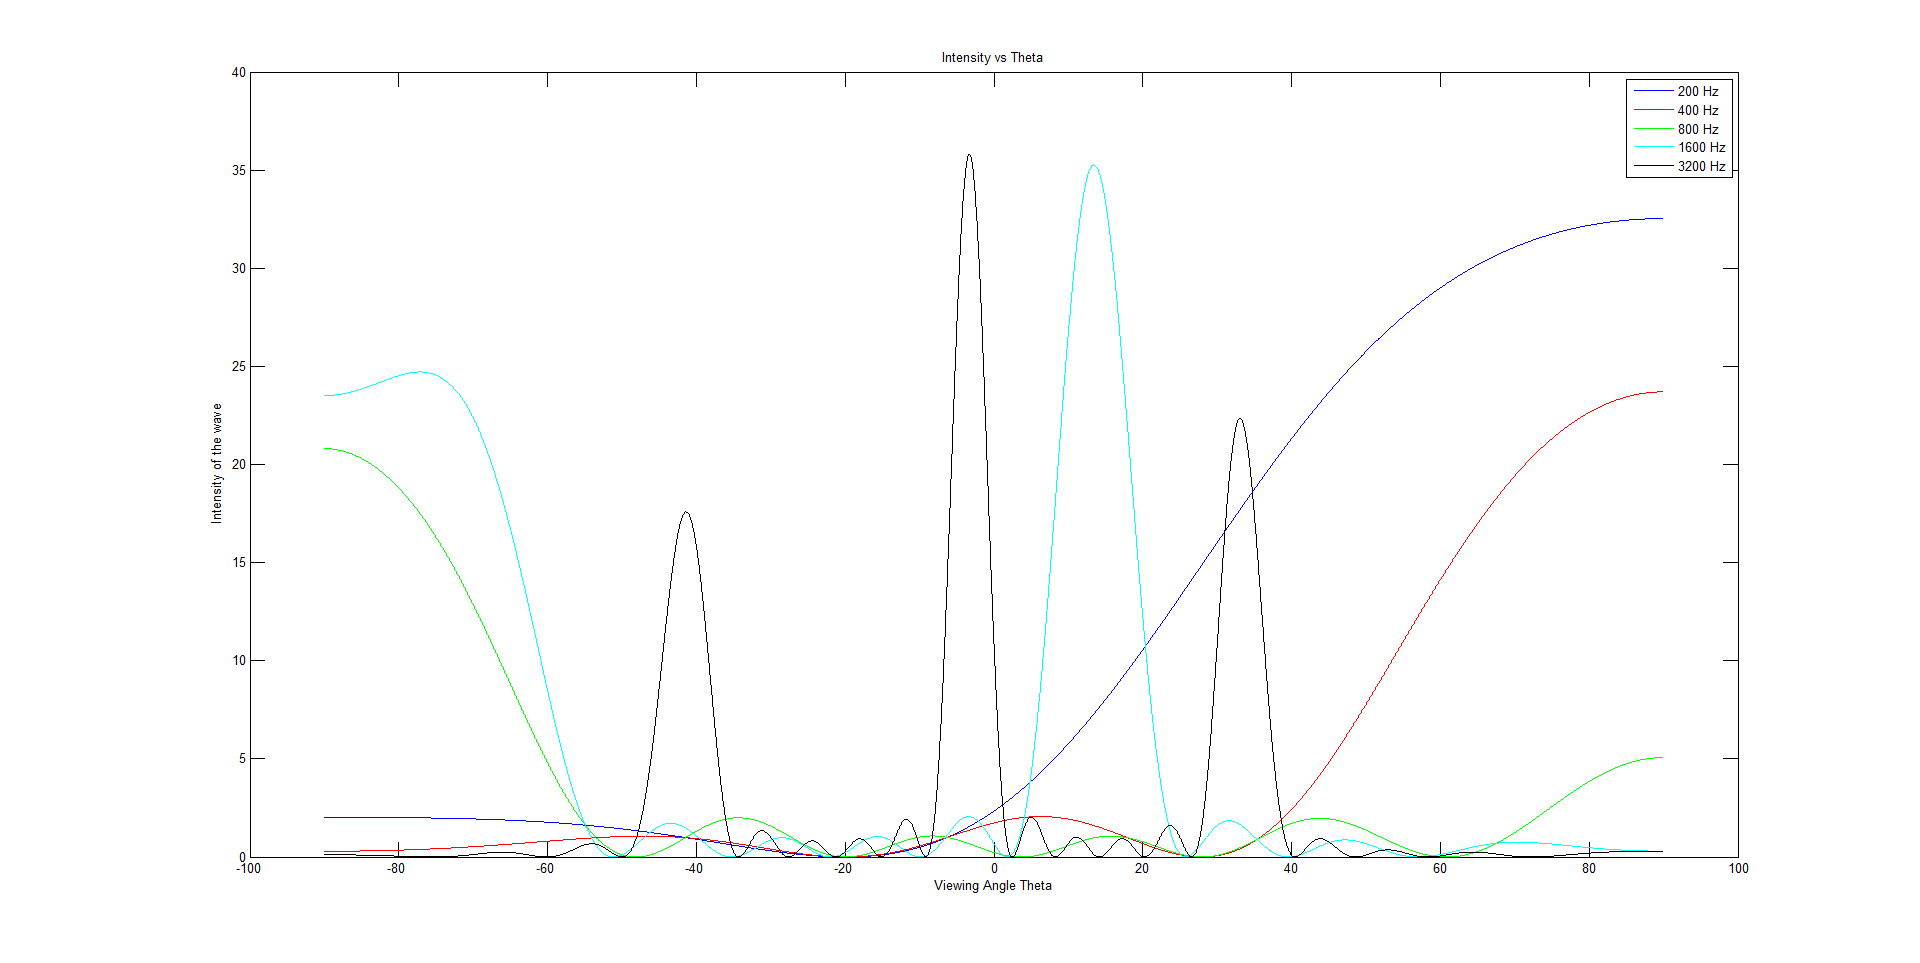 Intensity vs Theta
200 Hz
400 Hz
800 Hz
1600 Hz
3200 Hz
Intensity of the wave
40
35
30
25
20
15
10
5
0
-100 -80 -60 -40 -20 0 20 40 60 80 100
Viewing Angle Theta